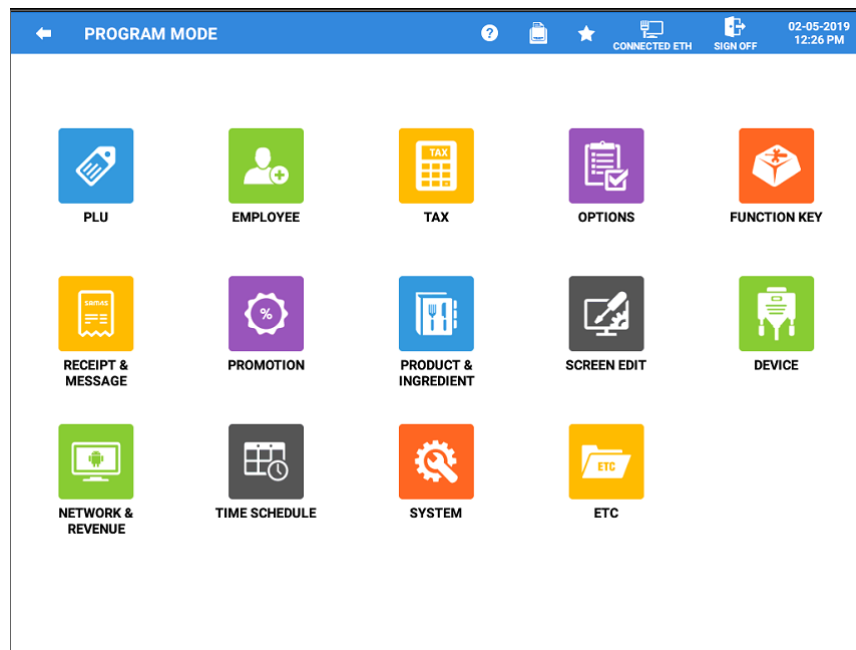 PROGRAM MODE
?
CONNECTED ETH
SIGN OFF
02-05-2019
12:26 PM
PLU
EMPLOYEE
TAX
TAX
OPTIONS
FUNCTION KEY
sam4s
RECEIPT &
MESSAGE
%
PROMOTION
PRODUCT &
INGREDIENT
SCREEN EDIT
DEVICE
NETWORK &
REVENUE
TIME SCHEDULE
SYSTEM
ETC
ETC